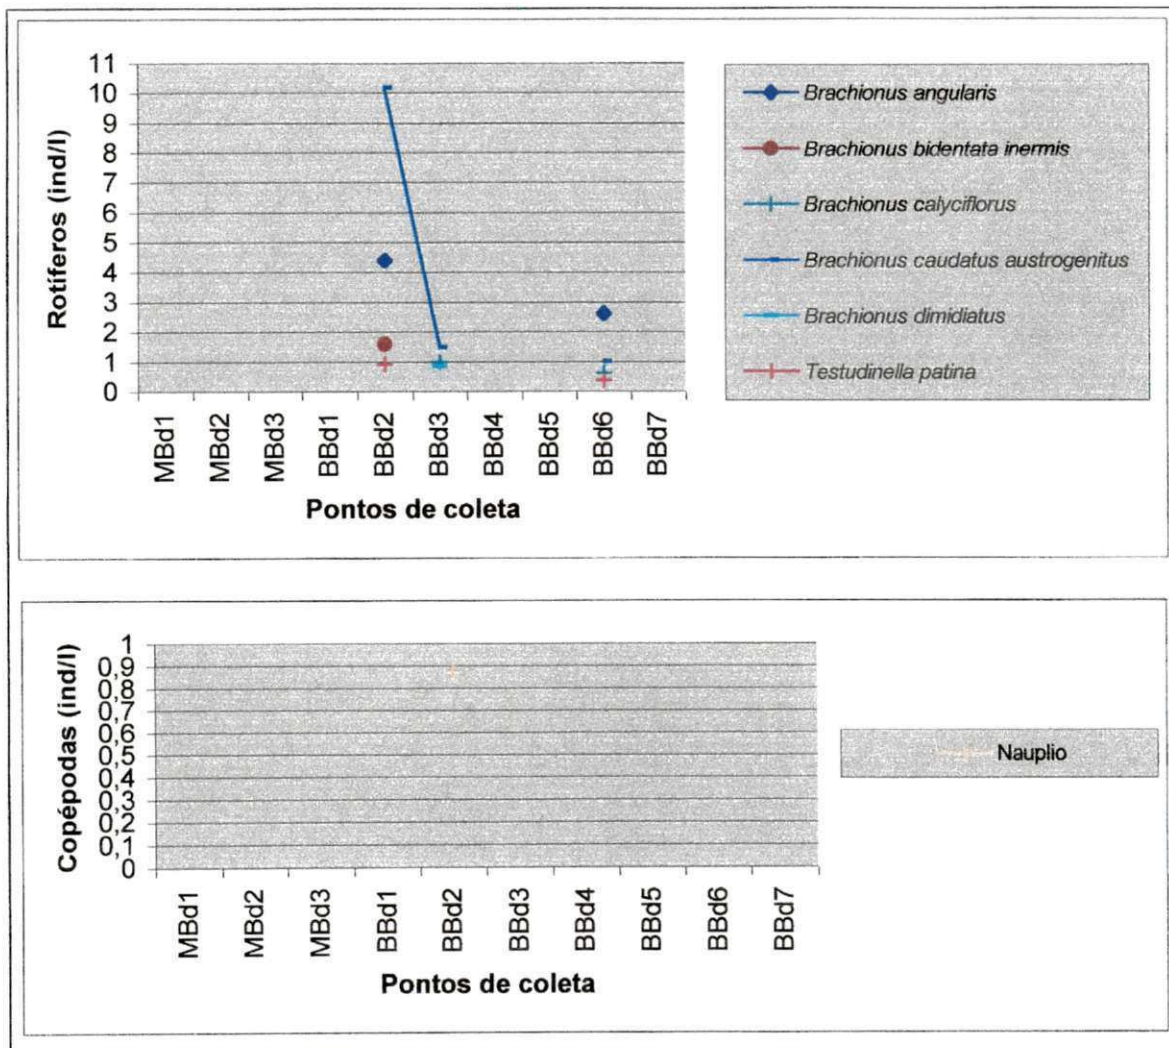 Rotíferos (ind/l)
11
10
9
8
7
6
5
4
3
2
1
0
MBd1
MBd2
MBd3
BBd1
BBd2
BBd3
BBd4
BBd5
BBd6
BBd7
Pontos de coleta
Brachionus angularis
Brachionus bidentata inermis
Brachionus calyciflorus
Brachionus caudatus austrogenitus
Brachionus dimidiatus
Testudinella patina
Copépodas (ind/l)
1
0,9
0,8
0,7
0,6
0,5
0,4
0,3
0,2
0,1
0
MBd1
MBd2
MBd3
BBd1
BBd2
BBd3
BBd4
BBd5
BBd6
BBd7
Pontos de coleta
Nauplio